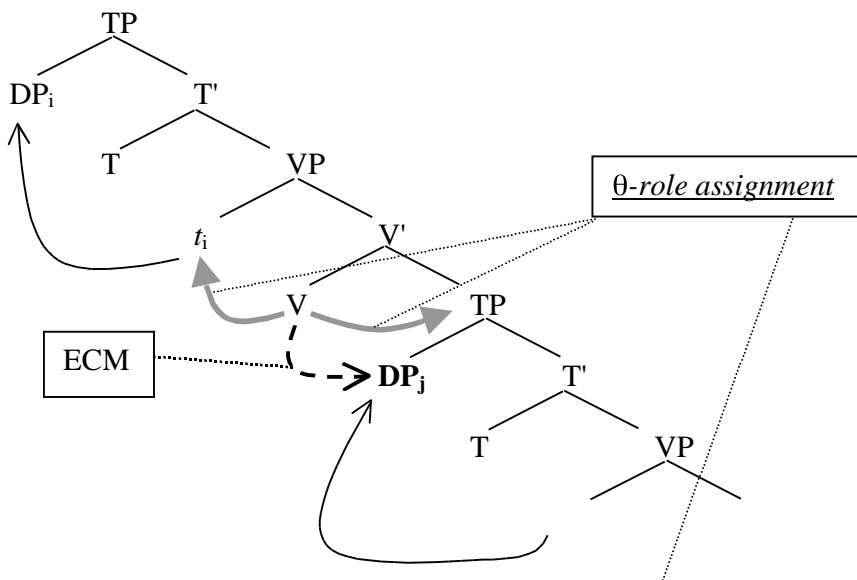 TP
DPi T'
T VP
θ-role assignment
ti V'
V TP
ECM DPj T'
T VP